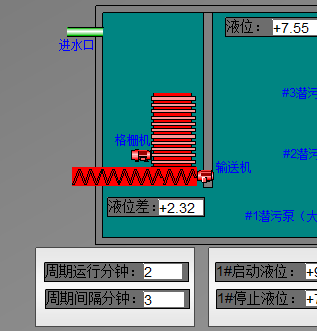 液位: +7.55
进水口
#3潜污
格栅机
#2潜污
输送机
液位差: +2.32
#1潜污泵（大
周期运行分钟: 2
1#启动液位:
周期间隔分钟: 3
1#停止液位: